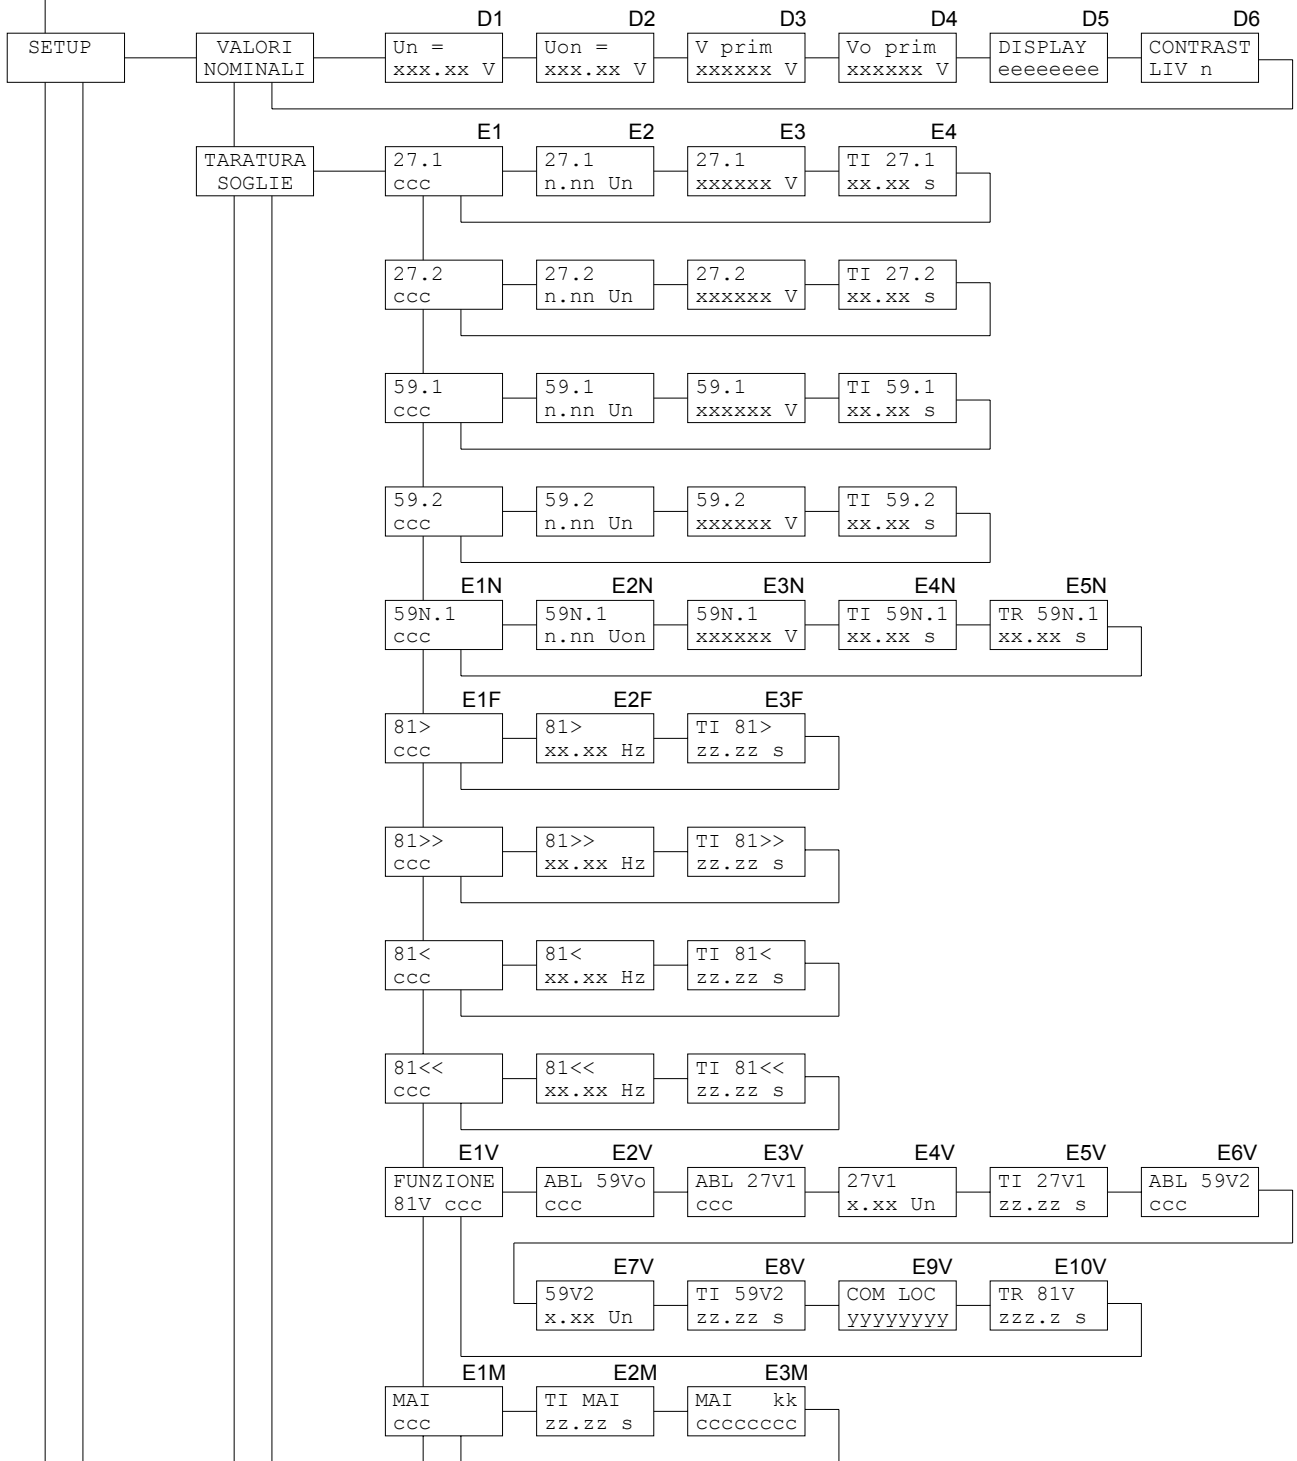 D1 D2 D3 D4 D5 D6
SETUP VALORI Un = Uon = V prim Vo prim DISPLAY CONTRAST
NOMINALI xxx.xx V xxx.xx V xxxxxx V xxxxxx V eeeeeeee LIV n
E1 E2 E3 E4
TARATURA 27.1 27.1 27.1 TI 27.1
SOGLIE ccc n.nn Un xxxxxx V xx.xx s
27.2 27.2 27.2 TI 27.2
ccc n.nn Un xxxxxx V xx.xx s
59.1 59.1 59.1 TI 59.1
ccc n.nn Un xxxxxx V xx.xx s
59.2 59.2 59.2 TI 59.2
ccc n.nn Un xxxxxx V xx.xx s
E1N E2N E3N E4N E5N
59N.1 59N.1 59N.1 TI 59N.1 TR 59N.1
ccc n.nn Uon xxxxxx V xx.xx s xx.xx s
E1F E2F E3F
81> 81> TI 81>
ccc xx.xx Hz zz.zz s
81>> 81>> TI 81>>
ccc xx.xx Hz zz.zz s
81< 81< TI 81<
ccc xx.xx Hz zz.zz s
81<< 81<< TI 81<<
ccc xx.xx Hz zz.zz s
E1V E2V E3V E4V E5V E6V
FUNZIONE ABL 59Vo ABL 27V1 27V1 TI 27V1 ABL 59V2
81V ccc ccc ccc x.xx Un zz.zz s ccc
E7V E8V E9V E10V
59V2 TI 59V2 COM LOC TR 81V
x.xx Un zz.zz s yyyyyyyy zzz.z s
E1M E2M E3M
MAI TI MAI MAI kk
ccc zz.zz s cccccccc